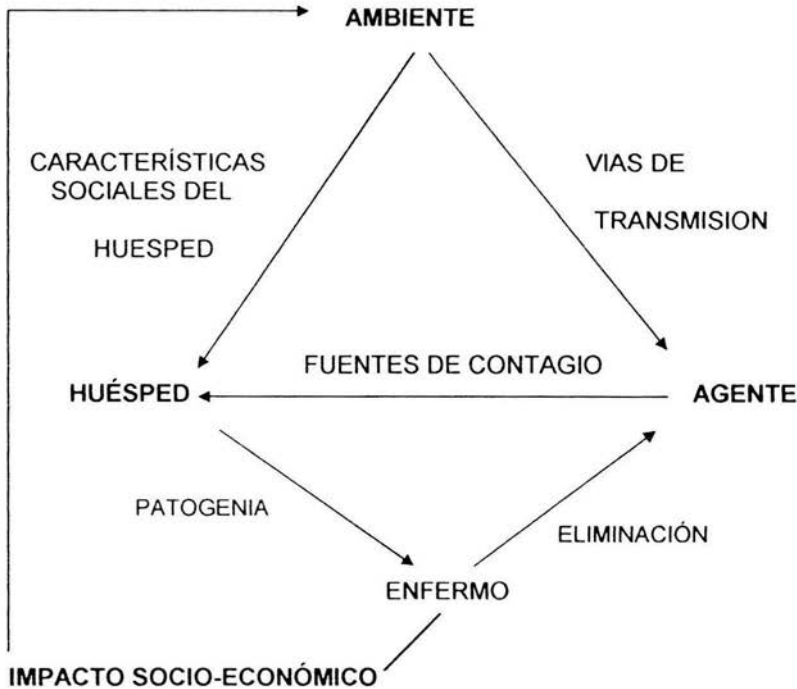 AMBIENTE
CARACTERÍSTICAS
SOCIALES DEL
HUESPED
VIAS DE
TRANSMISION
FUENTES DE CONTAGIO
HUÉSPED
AGENTE
PATOGENIA
ELIMINACIÓN
ENFERMO
IMPACTO SOCIO-ECONÓMICO